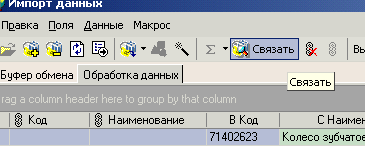 Импорт данных
Правка Поля Данные Макрос
Σ Связать Вы
Буфер обмена Обработка данных
Связать
rag a column header here to group by that column
Код Наименование B Код C Наимен
71402623 Колесо зубчатое